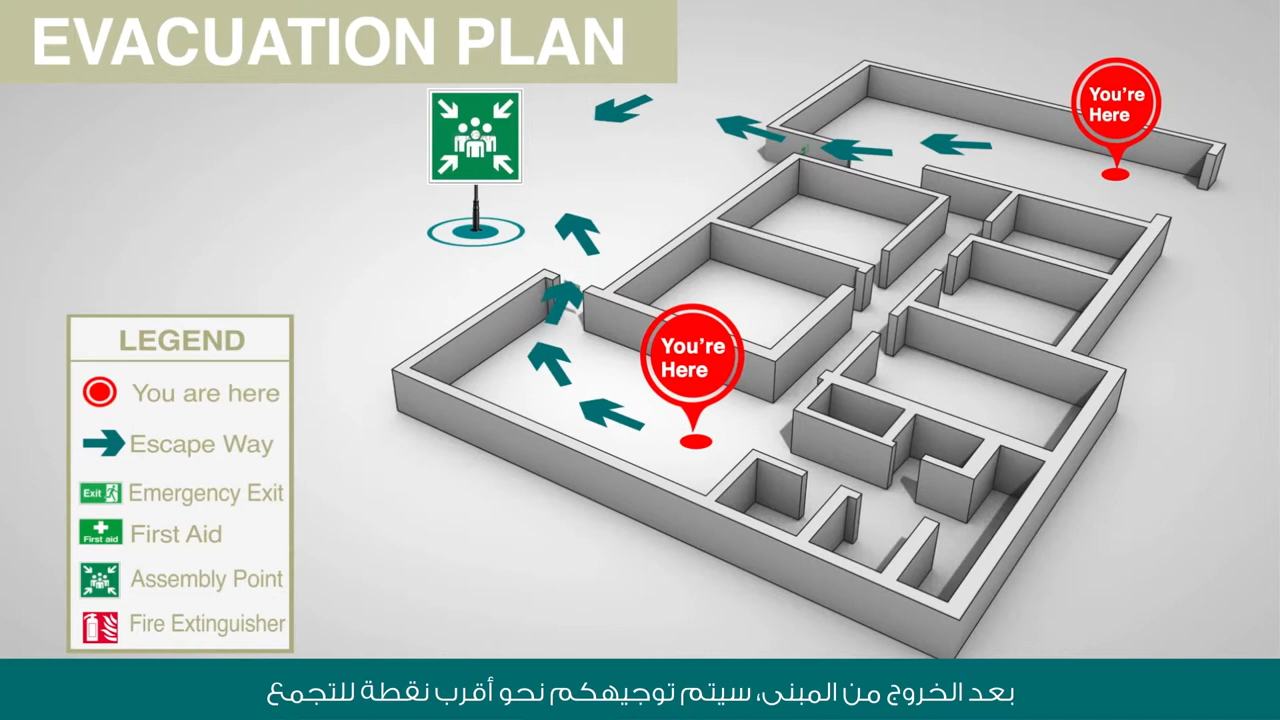 EVACUATION PLAN
You're
Here
You're
Here
LEGEND
You are here
Escape Way
Exit
Emergency Exit
First aid
First Aid
Assembly Point
Fire Extinguisher
بعد الخروج من المبنى، سيتم توجيهكم نحو أقرب نقطة للتجمع